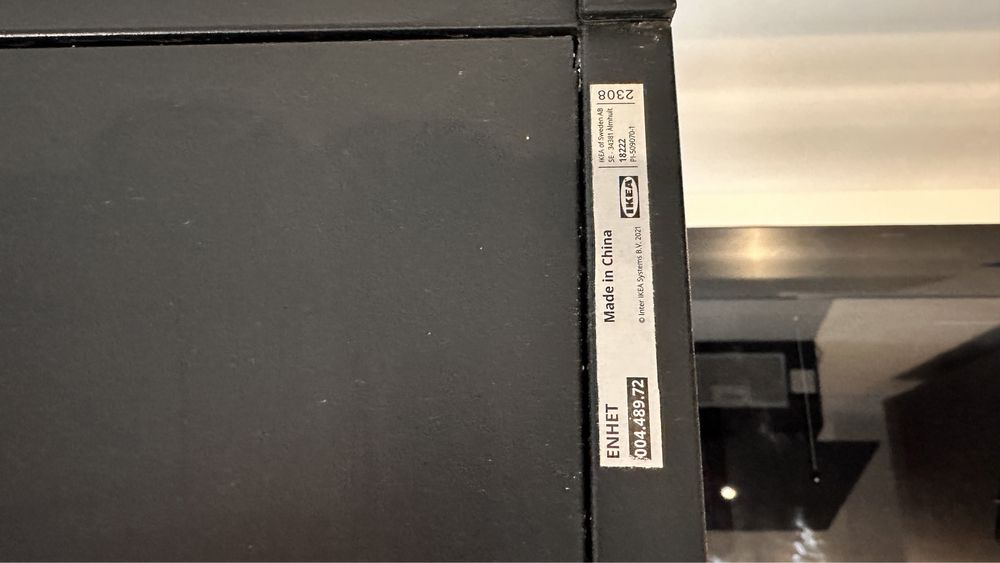 ENHET
004.489.72
Made in China
© Inter IKEA Systems B.V. 2021
IKEA
IKEA of Sweden AB
SE - 34381 Älmhult
18222
PI-509070-1
2308